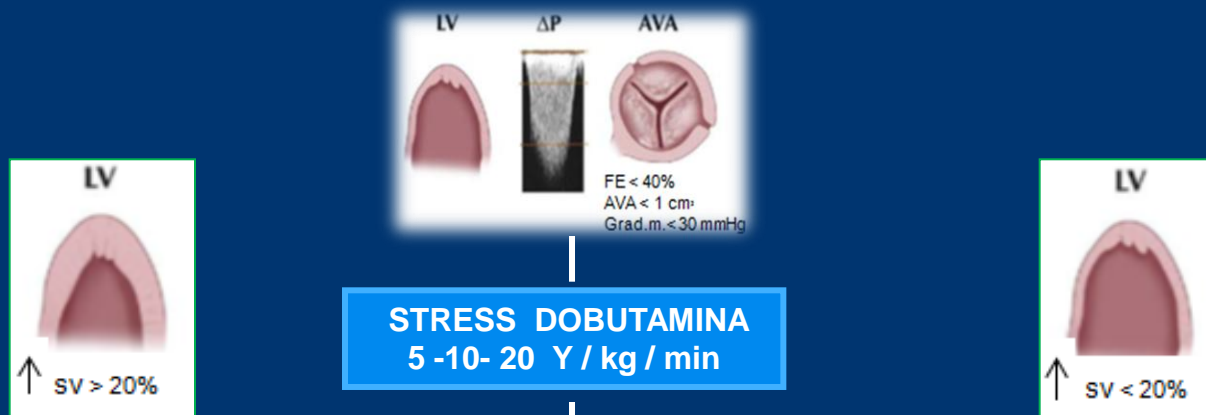 LV ΔP AVA
FE < 40%
AVA < 1 cm²
Grad.m.< 30 mmHg
LV
↑ SV > 20%
STRESS DOBUTAMINA
5 -10- 20 Y / kg / min
LV
↑ SV < 20%